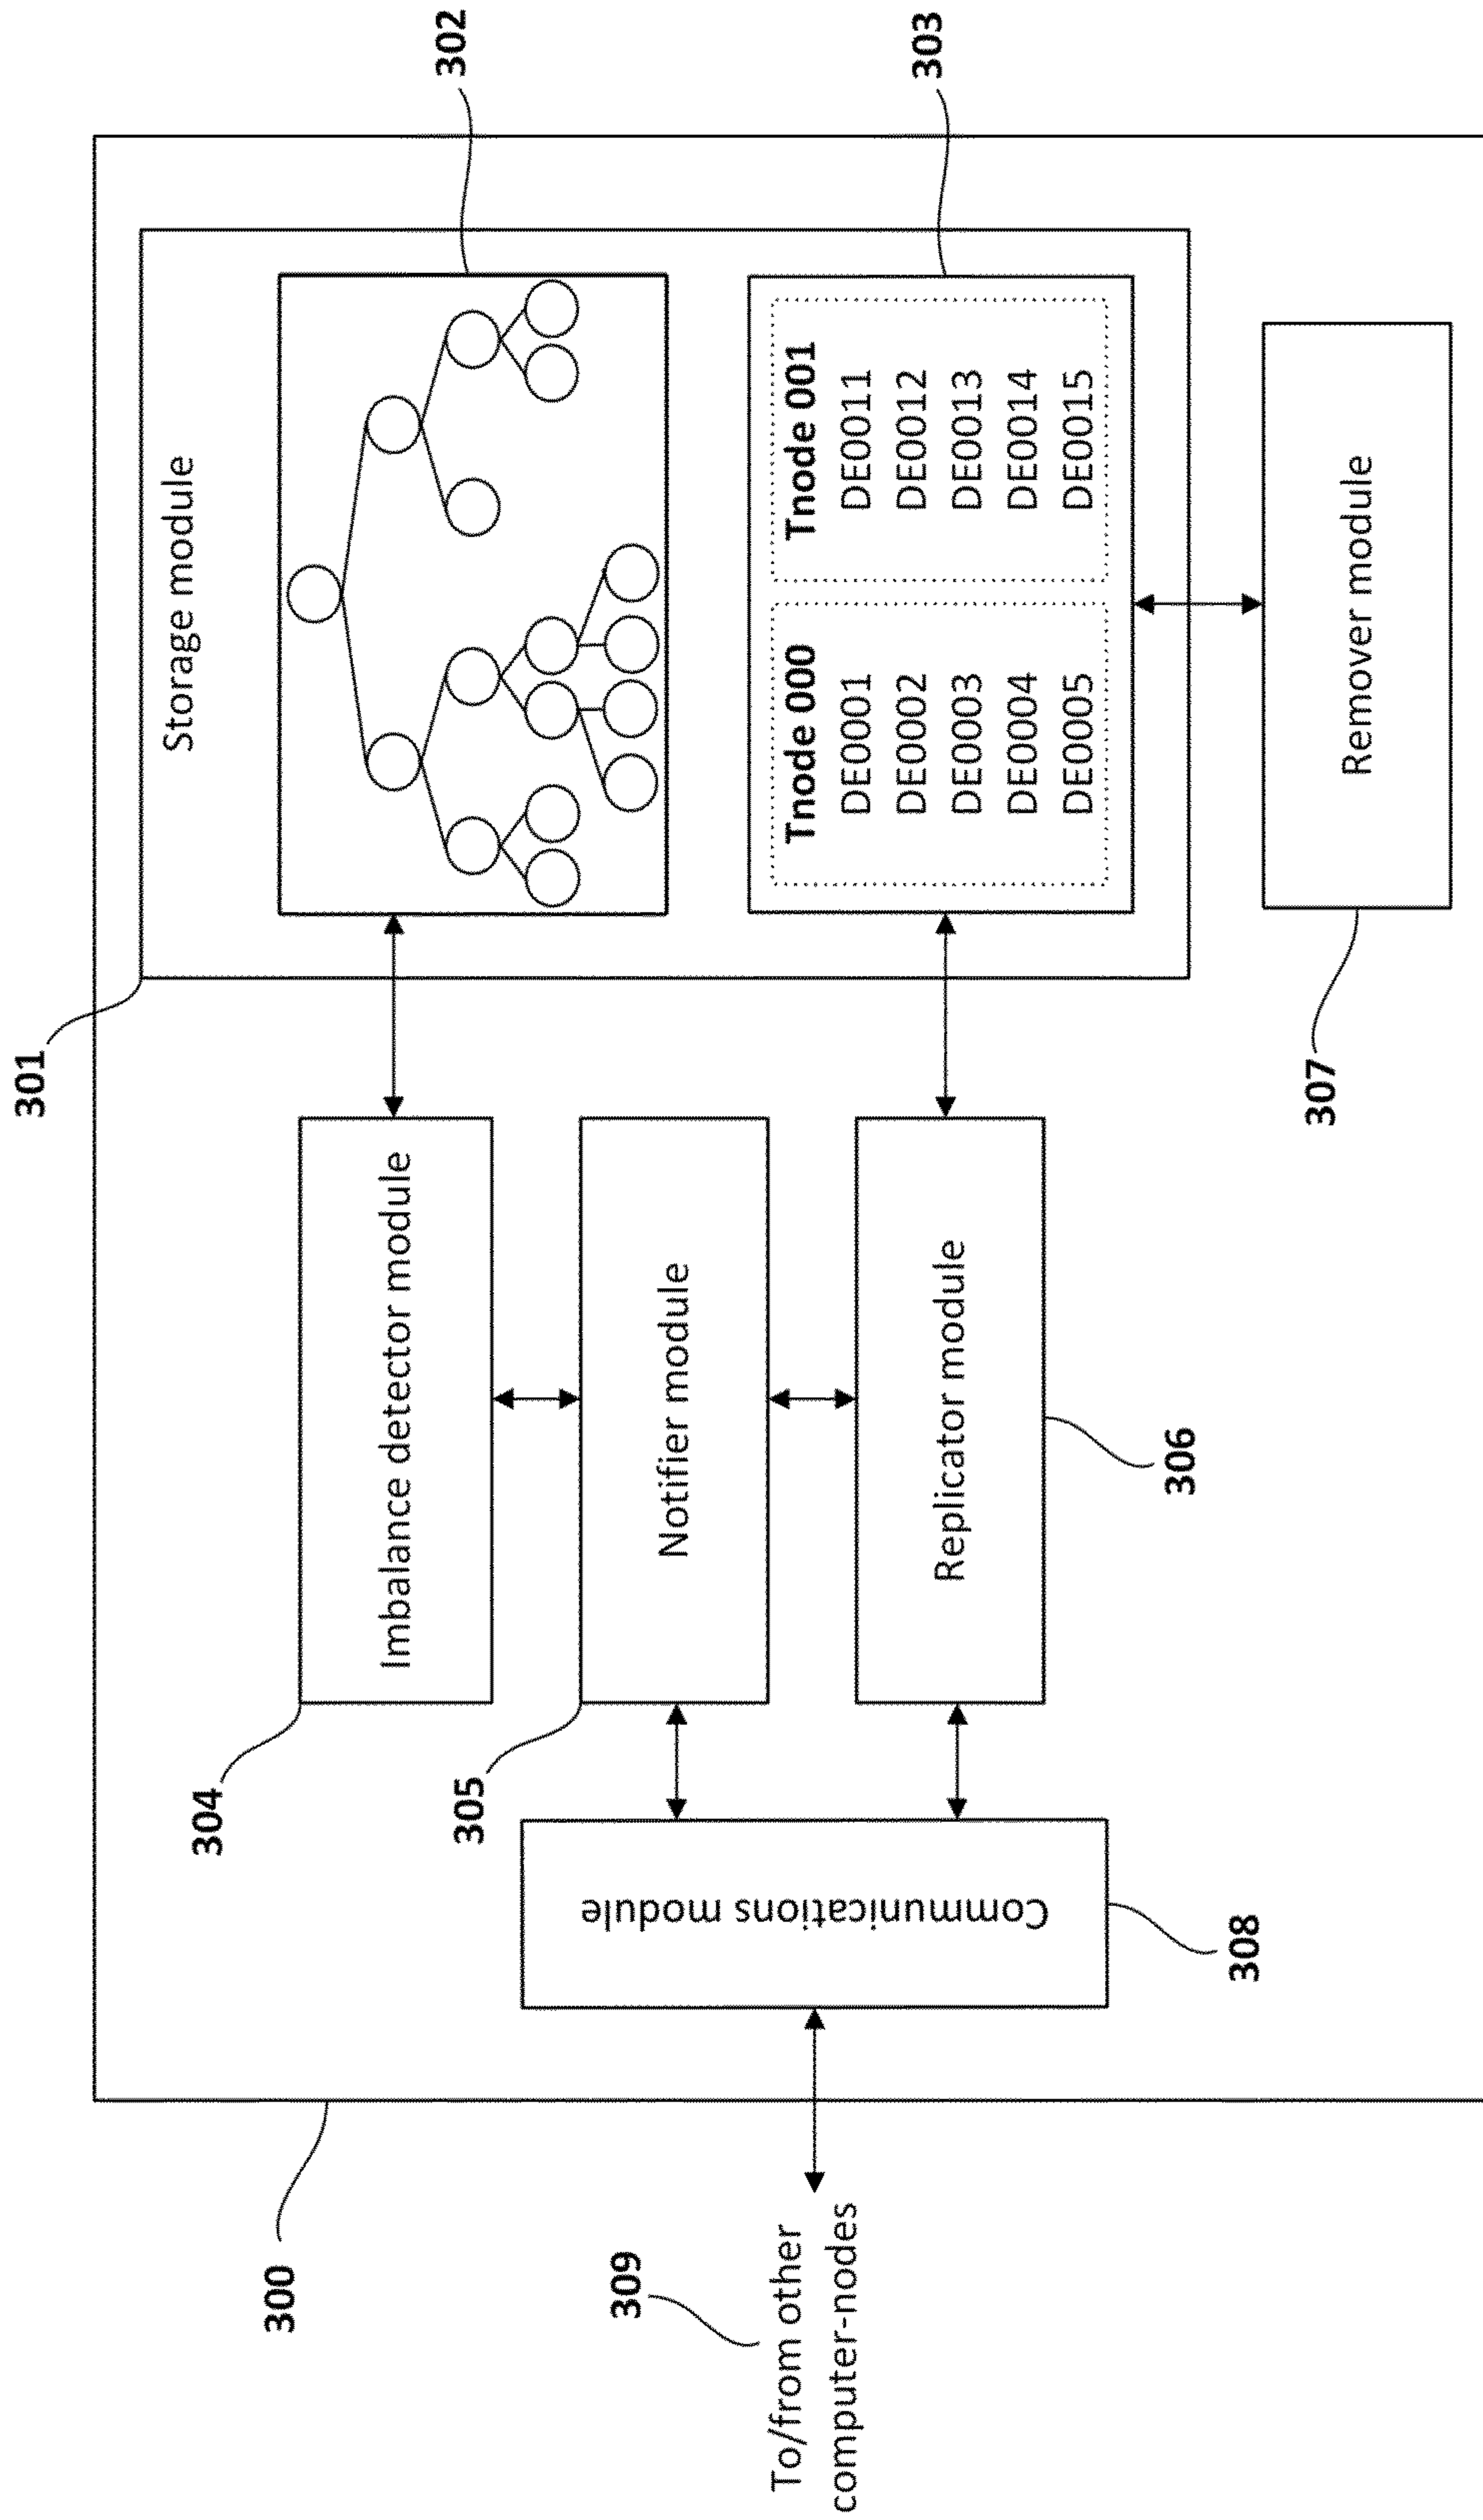 300
301
302
303
304
305
306
307
308
309
Storage module
Tnode 000
DE0001
DE0002
DE0003
DE0004
DE0005
Tnode 001
DE0011
DE0012
DE0013
DE0014
DE0015
Imbalance detector module
Notifier module
Replicator module
Remover module
Communications module
To/from other
computer-nodes